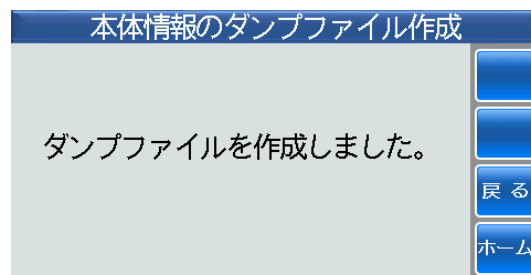 本体情報のダンプファイル作成
ダンプファイルを作成しました。
戻る
ホーム